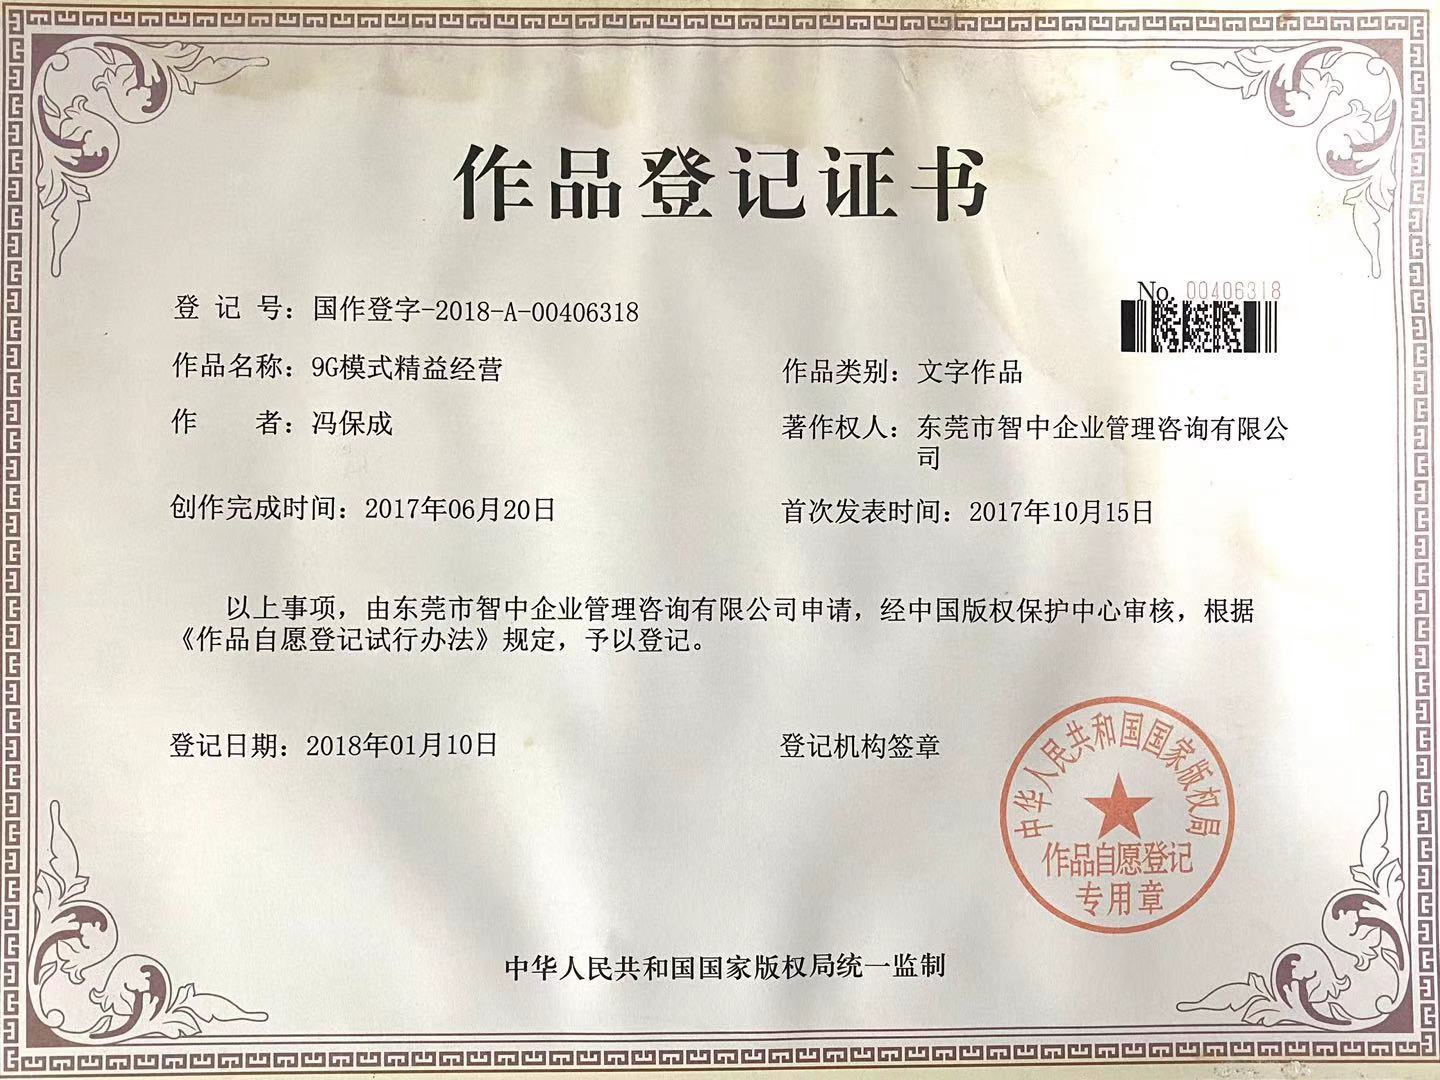 作品登记证书
No. 00406318
登 记 号：国作登字-2018-A-00406318
作品名称：9G模式精益经营
作品类别：文字作品
作 者：冯保成
著作权人：东莞市智中企业管理咨询有限公
司
创作完成时间：2017年06月20日
首次发表时间：2017年10月15日
以上事项，由东莞市智中企业管理咨询有限公司申请，经中国版权保护中心审核，根据
《作品自愿登记试行办法》规定，予以登记。
登记日期：2018年01月10日
登记机构签章
中华人民共和国国家版权局
作品自愿登记
专用章
中华人民共和国国家版权局统一监制